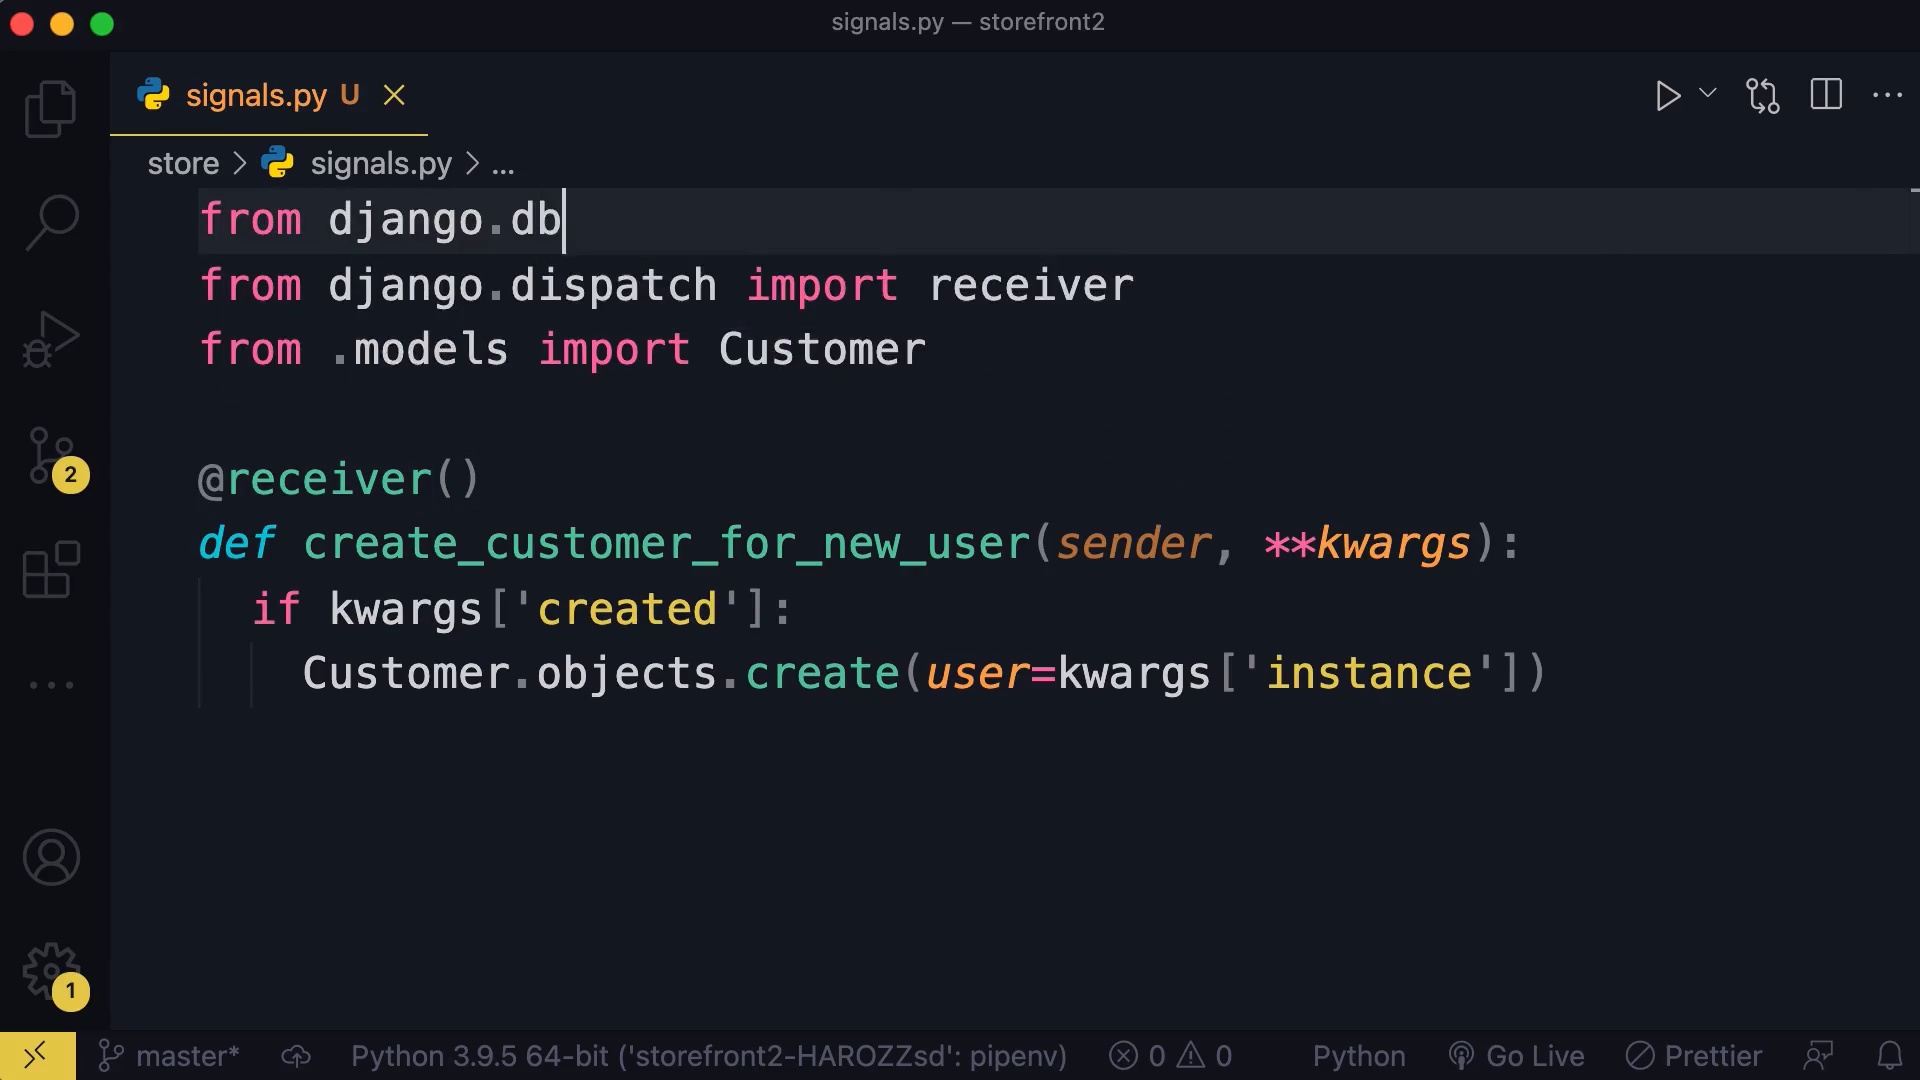 signals.py — storefront2
signals.py U
store > signals.py > ...
from django.db
from django.dispatch import receiver
from .models import Customer
@receiver()
def create_customer_for_new_user(sender, **kwargs):
if kwargs['created']:
Customer.objects.create(user=kwargs['instance'])
2
1
master* Python 3.9.5 64-bit ('storefront2-HAROZZsd': pipenv) 0 0 Python Go Live Prettier